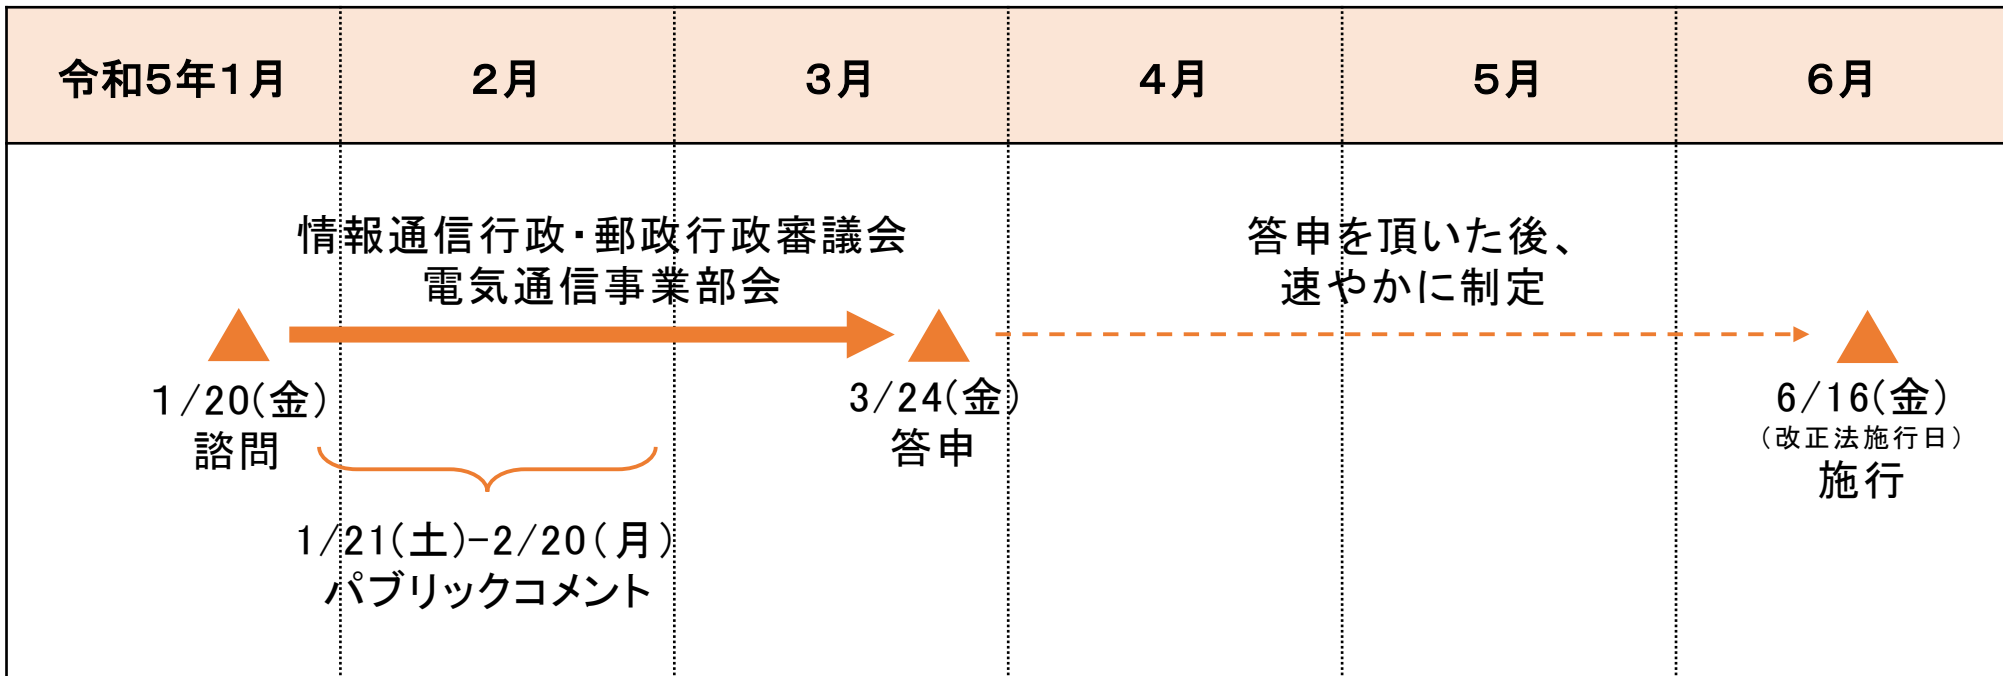 令和5年1月
2月
3月
4月
5月
6月
情報通信行政・郵政行政審議会
電気通信事業部会
答申を頂いた後、
速やかに制定
1/20(金)
諮問
3/24(金)
答申
6/16(金)
(改正法施行日)
施行
1/21(土)-2/20(月)
パブリックコメント